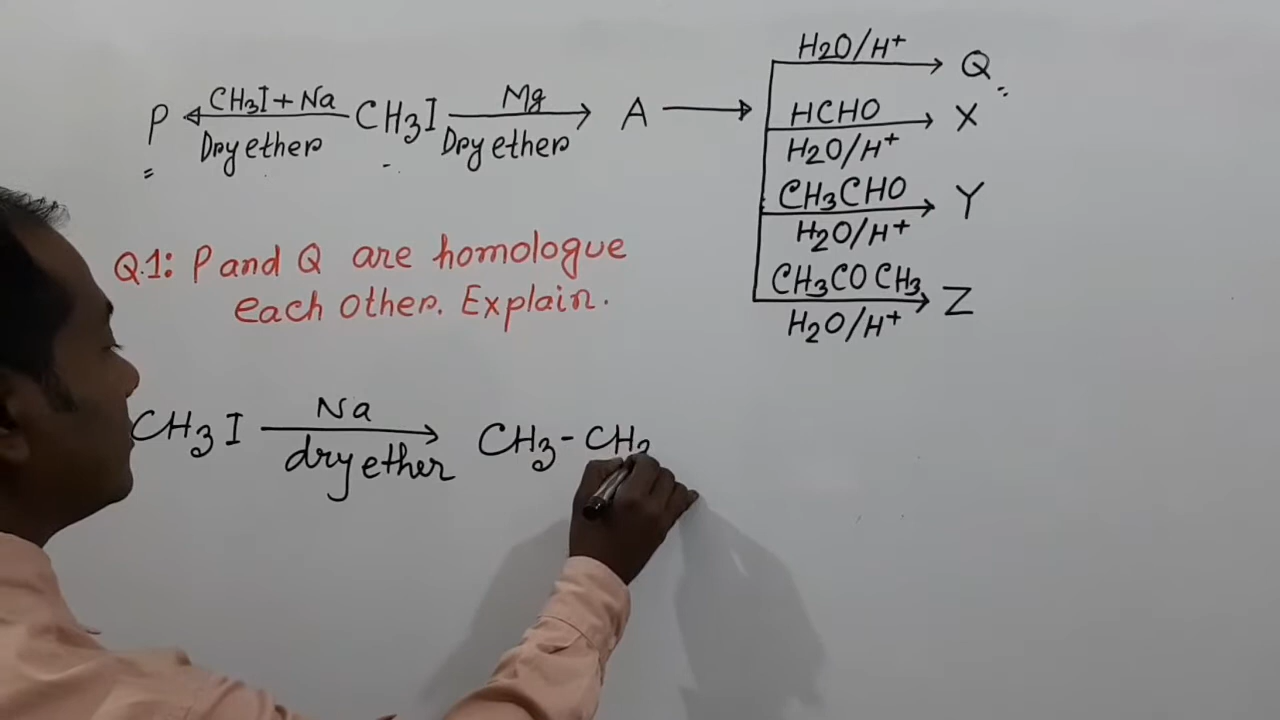 H2O/H+ Q
P CH3I+Na CH3I Mg A HCHO X
Dry ether Dry ether H2O/H+
CH3CHO Y
H2O/H+
Q.1: P and Q are homologue
each other. Explain.
CH3COCH3 Z
H2O/H+
CH3I Na CH3-CH3
dry ether